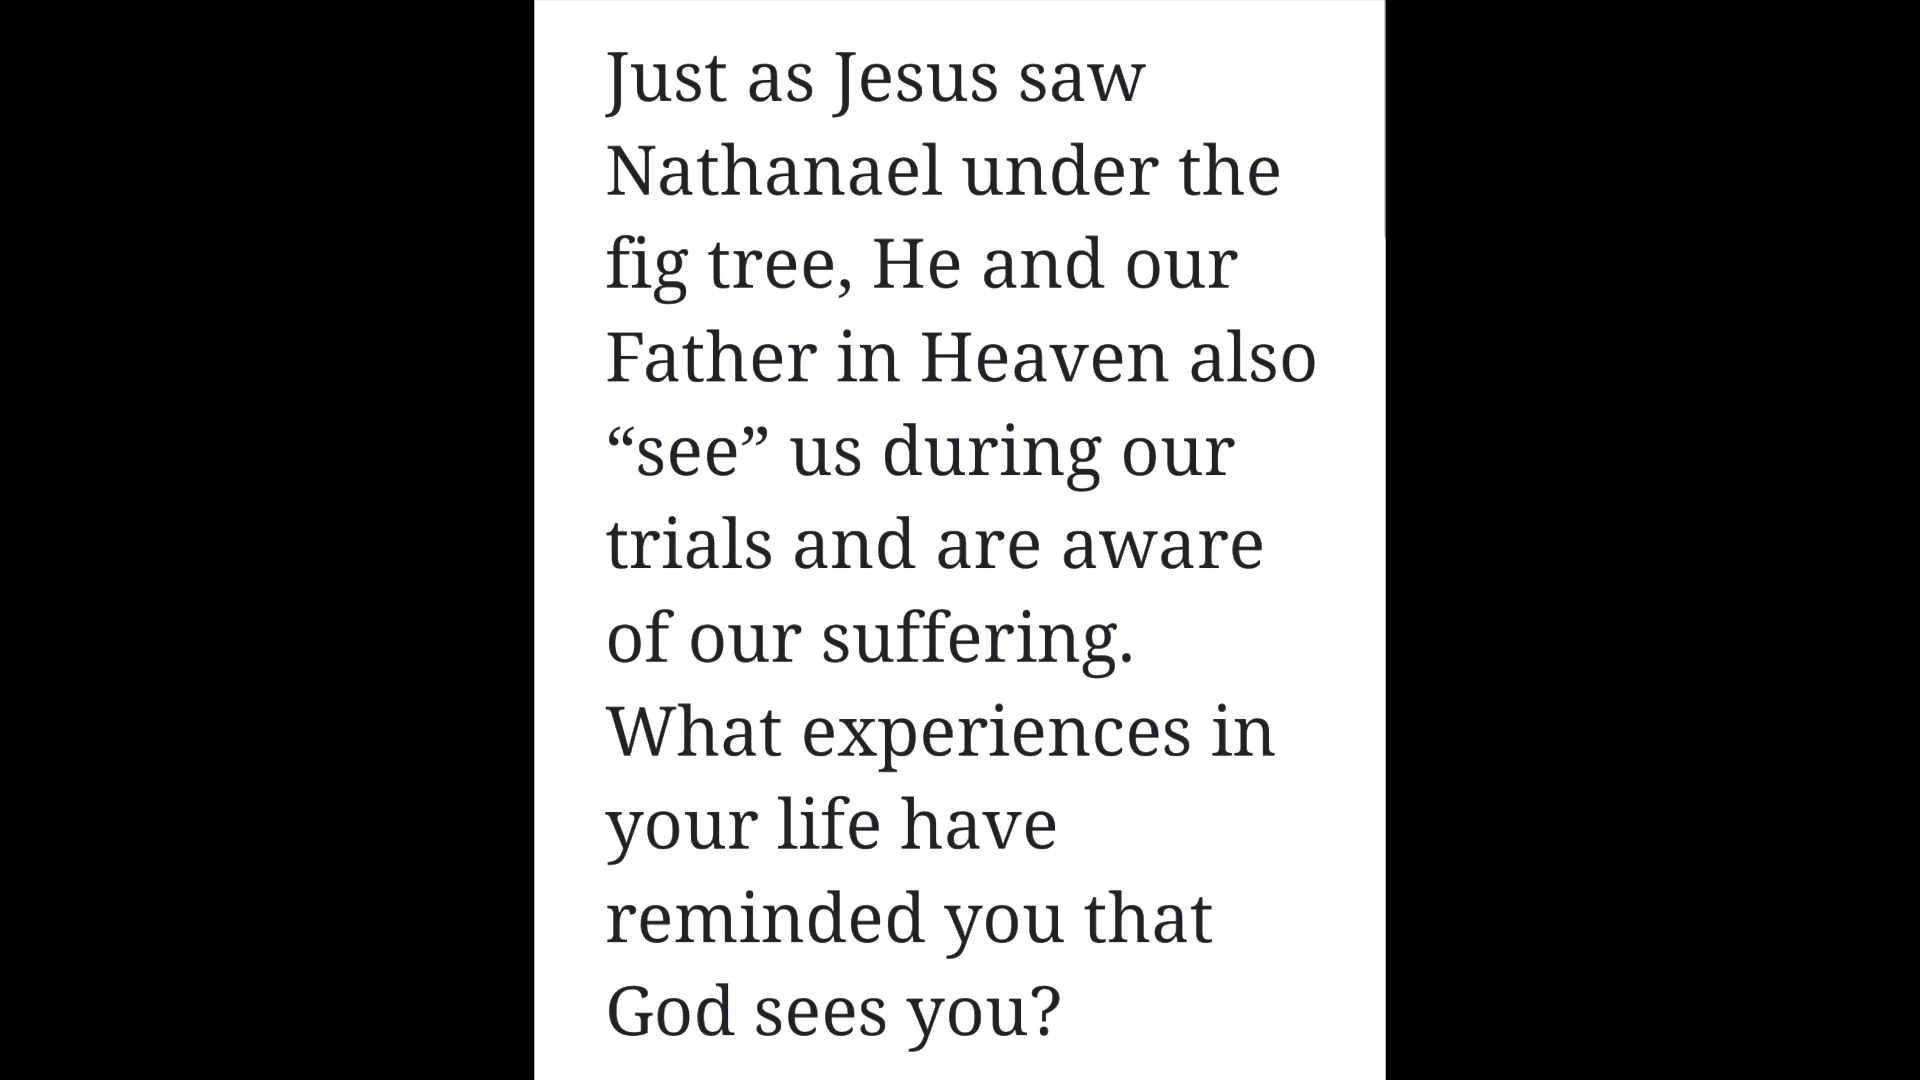 Just as Jesus saw
Nathanael under the
fig tree, He and our
Father in Heaven also
“see” us during our
trials and are aware
of our suffering.
What experiences in
your life have
reminded you that
God sees you?